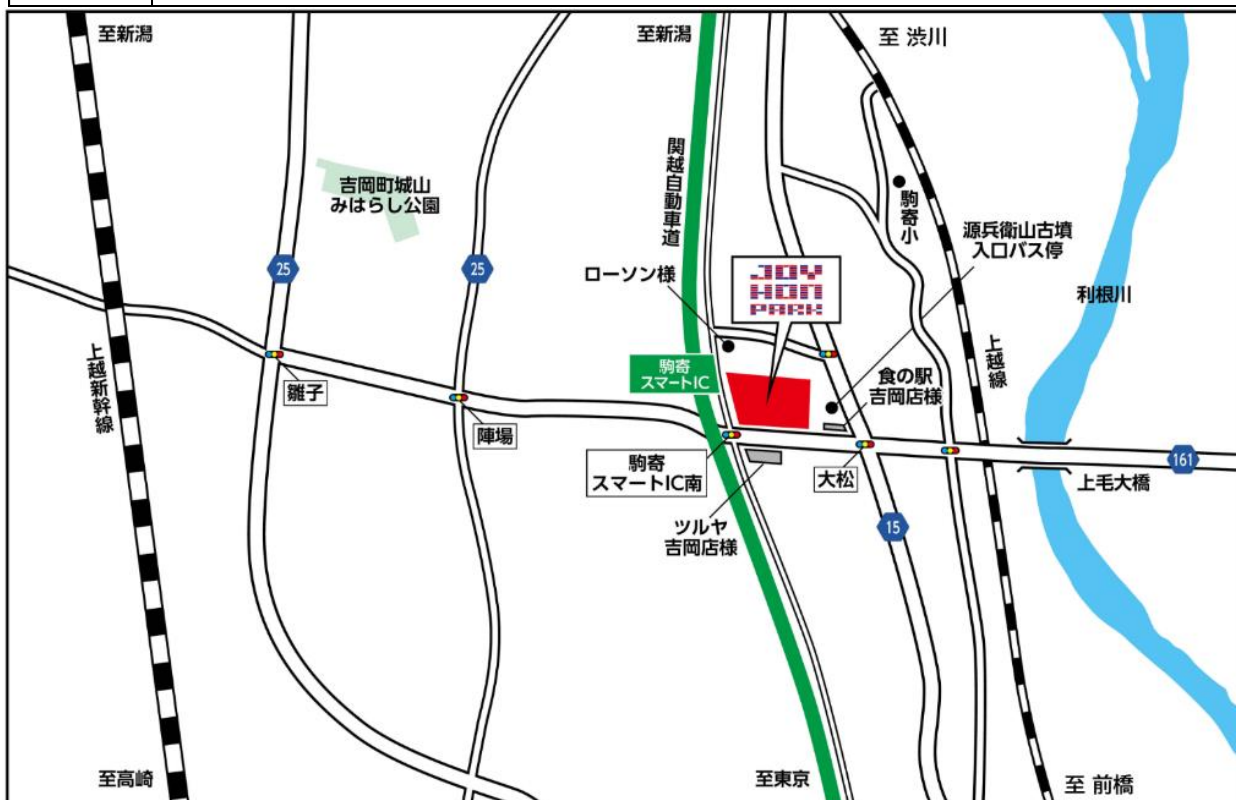 至新潟
至新潟
至 渋川
関越自動車道
吉岡町城山
みはらし公園
駒寄小
源兵衛山古墳
入口バス停
25
25
ローソン様
JOY
HON
PARK
利根川
上越新幹線
上越線
駒寄
スマートIC
食の駅
吉岡店様
雛子
陣場
駒寄
スマートIC南
大松
161
上毛大橋
ツルヤ
吉岡店様
15
至高崎
至東京
至 前橋